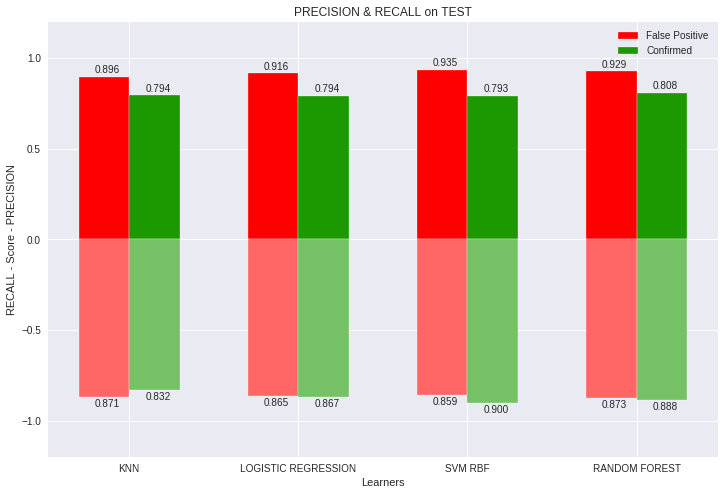 PRECISION & RECALL on TEST
False Positive
Confirmed
1.0
0.5
0.0
−0.5
−1.0
RECALL - Score - PRECISION
0.896 0.794 0.916 0.794 0.935 0.793 0.929 0.808
0.871 0.832 0.865 0.867 0.859 0.900 0.873 0.888
KNN LOGISTIC REGRESSION SVM RBF RANDOM FOREST
Learners